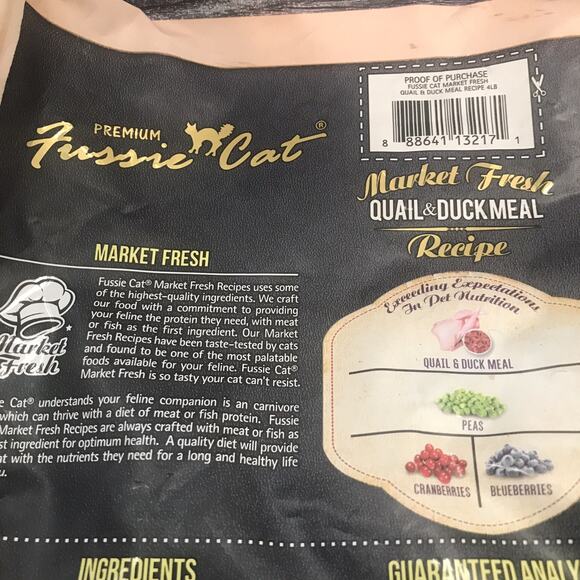 PROOF OF PURCHASE
FUSSIE CAT MARKET FRESH
QUAIL & DUCK MEAL RECIPE 4LB
8 88641 13217 1
PREMIUM
Fussie Cat®
Market Fresh
QUAIL & DUCK MEAL
Recipe
MARKET FRESH
Fussie Cat® Market Fresh Recipes uses some
of the highest-quality ingredients. We craft
our food with a commitment to providing
your feline the protein they need, with meat
or fish as the first ingredient. Our Market
Fresh Recipes have been taste-tested by cats
and found to be one of the most palatable
foods available for your feline. Fussie Cat®
Market Fresh is so tasty your cat can't resist.
Market
Fresh
e Cat® understands your feline companion is an carnivore
which can thrive with a diet of meat or fish protein. Fussie
Market Fresh Recipes are always crafted with meat or fish as
st ingredient for optimum health. A quality diet will provide
at with the nutrients they need for a long and healthy life
u.
Exceeding Expectations
In Pet Nutrition
QUAIL & DUCK MEAL
PEAS
CRANBERRIES
BLUEBERRIES
INGREDIENTS
GUARANTEED ANALY